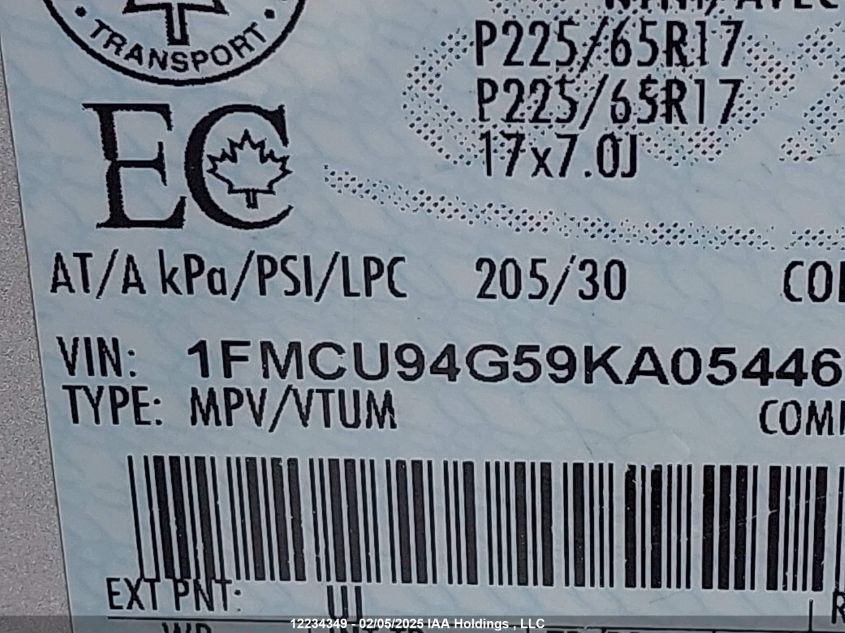 TRANSPORT
P225/65R17
P225/65R17
17x7.0J
EC
AT/A kPa/PSI/LPC 205/30
VIN: 1FMCU94G59KA05446
TYPE: MPV/VTUM
EXT PNT: UI
12234349 - 02/05/2025 IAA Holdings , LLC